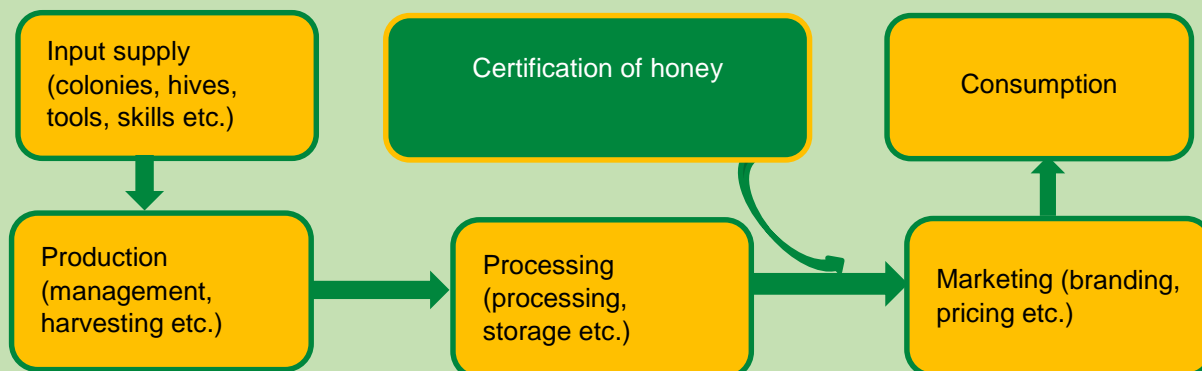 Input supply
(colonies, hives,
tools, skills etc.)
Certification of honey
Consumption
Production
(management,
harvesting etc.)
Processing
(processing,
storage etc.)
Marketing (branding,
pricing etc.)